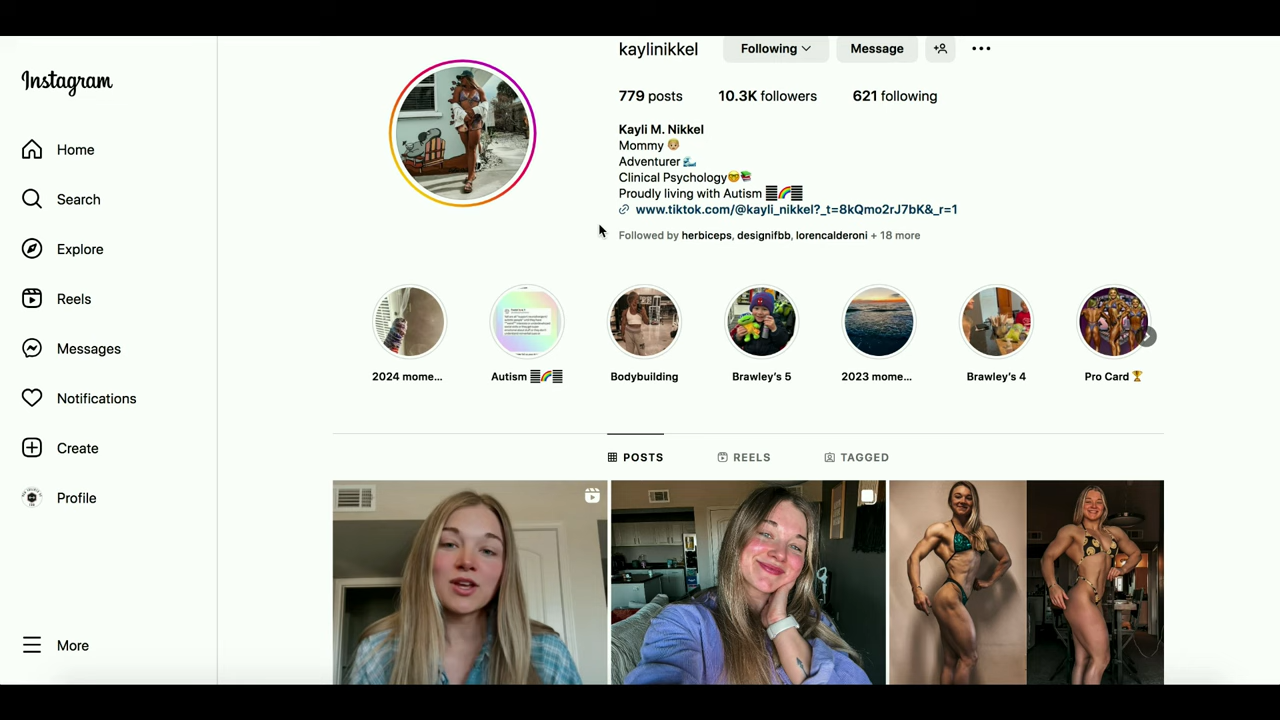 Instagram
Home
Search
Explore
Reels
Messages
Notifications
Create
Profile
More
kaylinikkel Following Message
779 posts 10.3K followers 621 following
Kayli M. Nikkel
Mommy
Adventurer
Clinical Psychology
Proudly living with Autism
www.tiktok.com/@kayli_nikkel?_t=8kQmo2rJ7bK&_r=1
Followed by herbiceps, designifbb, lorencalderoni + 18 more
2024 mome... Autism Bodybuilding Brawley's 5 2023 mome... Brawley's 4 Pro Card
POSTS REELS TAGGED